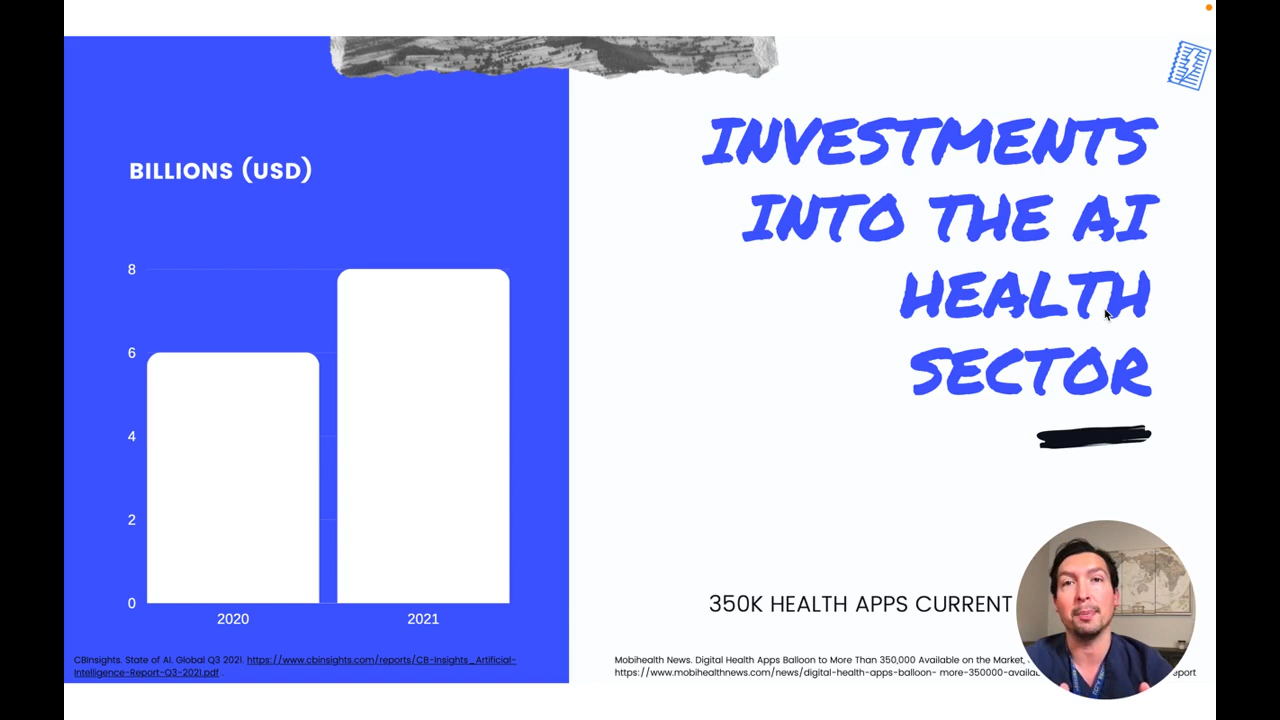 BILLIONS (USD)
8
6
4
2
0
2020
2021
CBInsights. State of AI. Global Q3 2021. https://www.cbinsights.com/reports/CB-Insights_Artificial-
Intelligence-Report-Q3-2021.pdf .
INVESTMENTS
INTO THE AI
HEALTH
SECTOR
350K HEALTH APPS CURRENT
Mobihealth News. Digital Health Apps Balloon to More Than 350,000 Available on the Market,
https://www.mobihealthnews.com/news/digital-health-apps-balloon- more-350000-availab